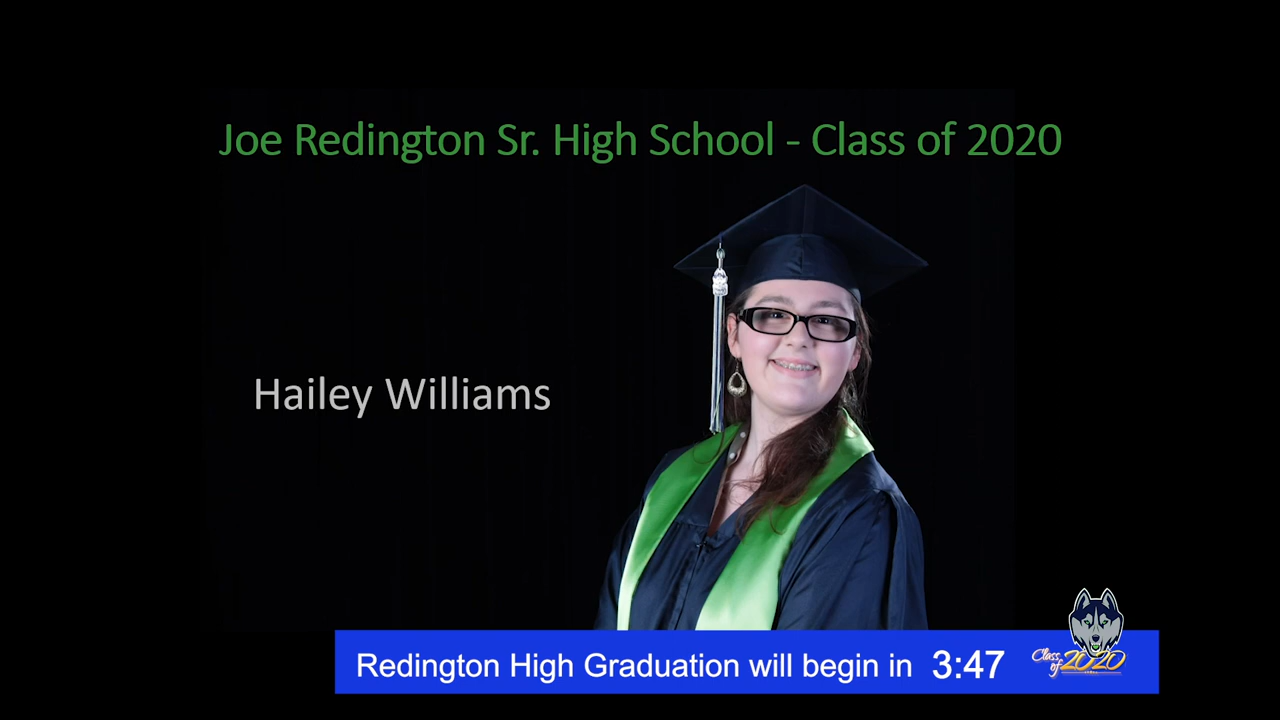 Joe Redington Sr. High School - Class of 2020
Hailey Williams
Redington High Graduation will begin in 3:47
Class
of 2020